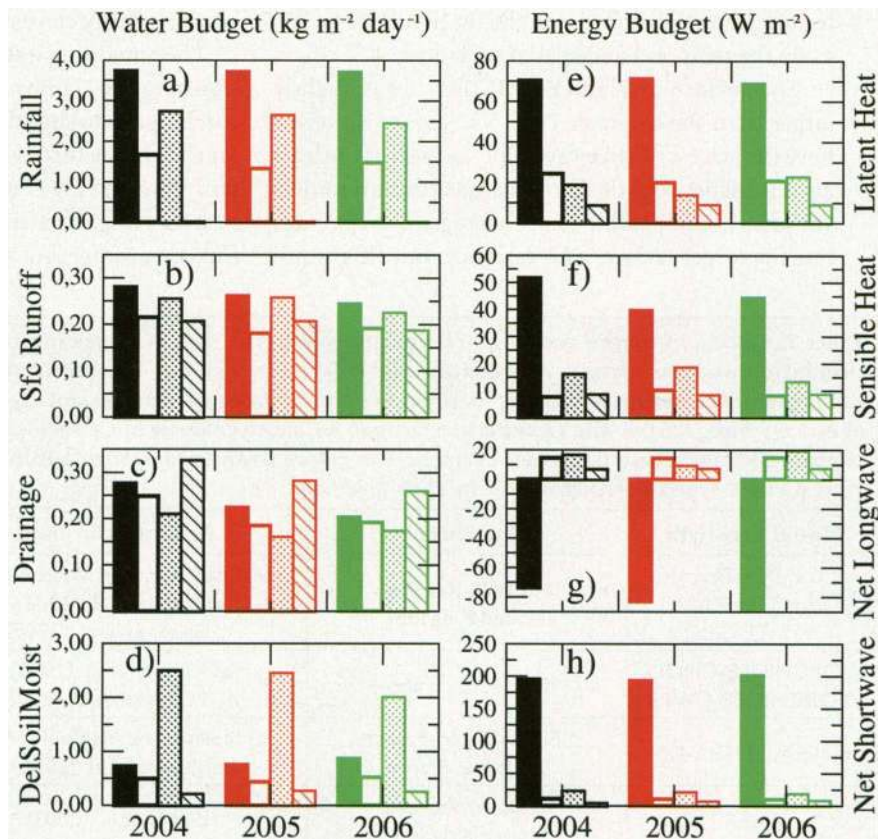 Water Budget (kg m⁻² day⁻¹)
Energy Budget (W m⁻²)
Rainfall
4,00
3,00
2,00
1,00
0,00
a)
e)
80
60
40
20
0
Latent Heat
Sfc Runoff
0,30
0,20
0,10
0,00
b)
f)
60
50
40
30
20
10
0
Sensible Heat
Drainage
0,30
0,20
0,10
0,00
c)
g)
20
0
-20
-40
-60
-80
Net Longwave
DelSoilMoist
3,00
2,00
1,00
0,00
d)
h)
250
200
150
100
50
0
Net Shortwave
2004 2005 2006
2004 2005 2006